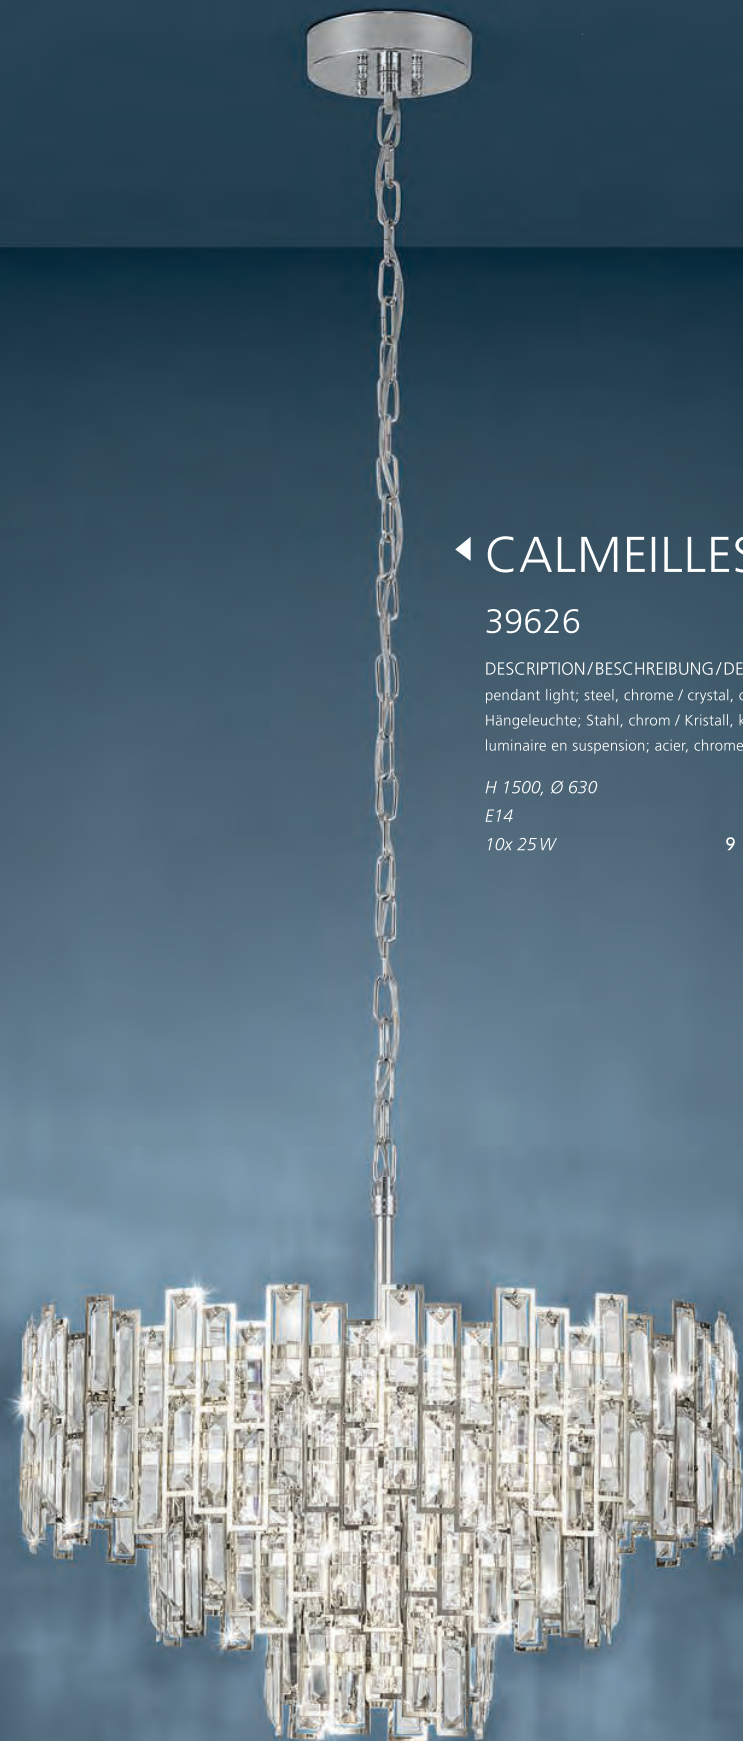 CALMEILLES
39626
DESCRIPTION/BESCHREIBUNG/DE
pendant light; steel, chrome / crystal,
Hängeleuchte; Stahl, chrom / Kristall,
luminaire en suspension; acier, chrome
H 1500, Ø 630
E14
10x 25W 9